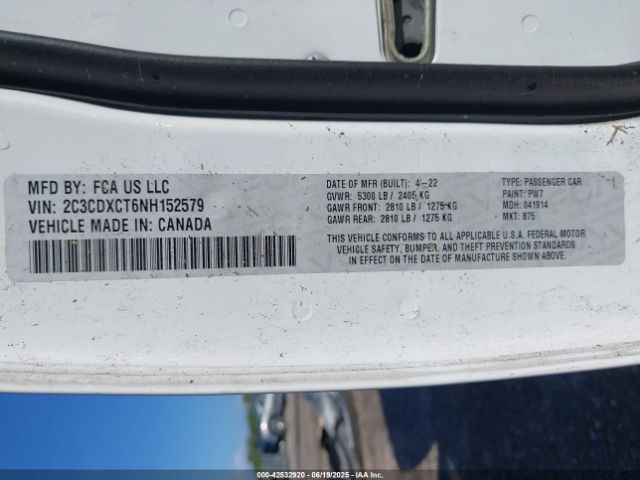 MFD BY: FCA US LLC
VIN: 2C3CDXCT6NH152579
VEHICLE MADE IN: CANADA
DATE OF MFR (BUILT): 4-22
GVWR: 5300 LB/ 2405 KG
GAWR FRONT: 2810 LB/ 1275 KG
GAWR REAR: 2810 LB/ 1275 KG
TYPE: PASSENGER CAR
PAINT: PW7
MDH: 041914
MKT: 875
THIS VEHICLE CONFORMS TO ALL APPLICABLE U.S.A. FEDERAL MOTOR
VEHICLE SAFETY, BUMPER, AND THEFT PREVENTION STANDARDS
IN EFFECT ON THE DATE OF MANUFACTURE SHOWN ABOVE.
000-42532920 - 06/19/2025 - IAAI.COM